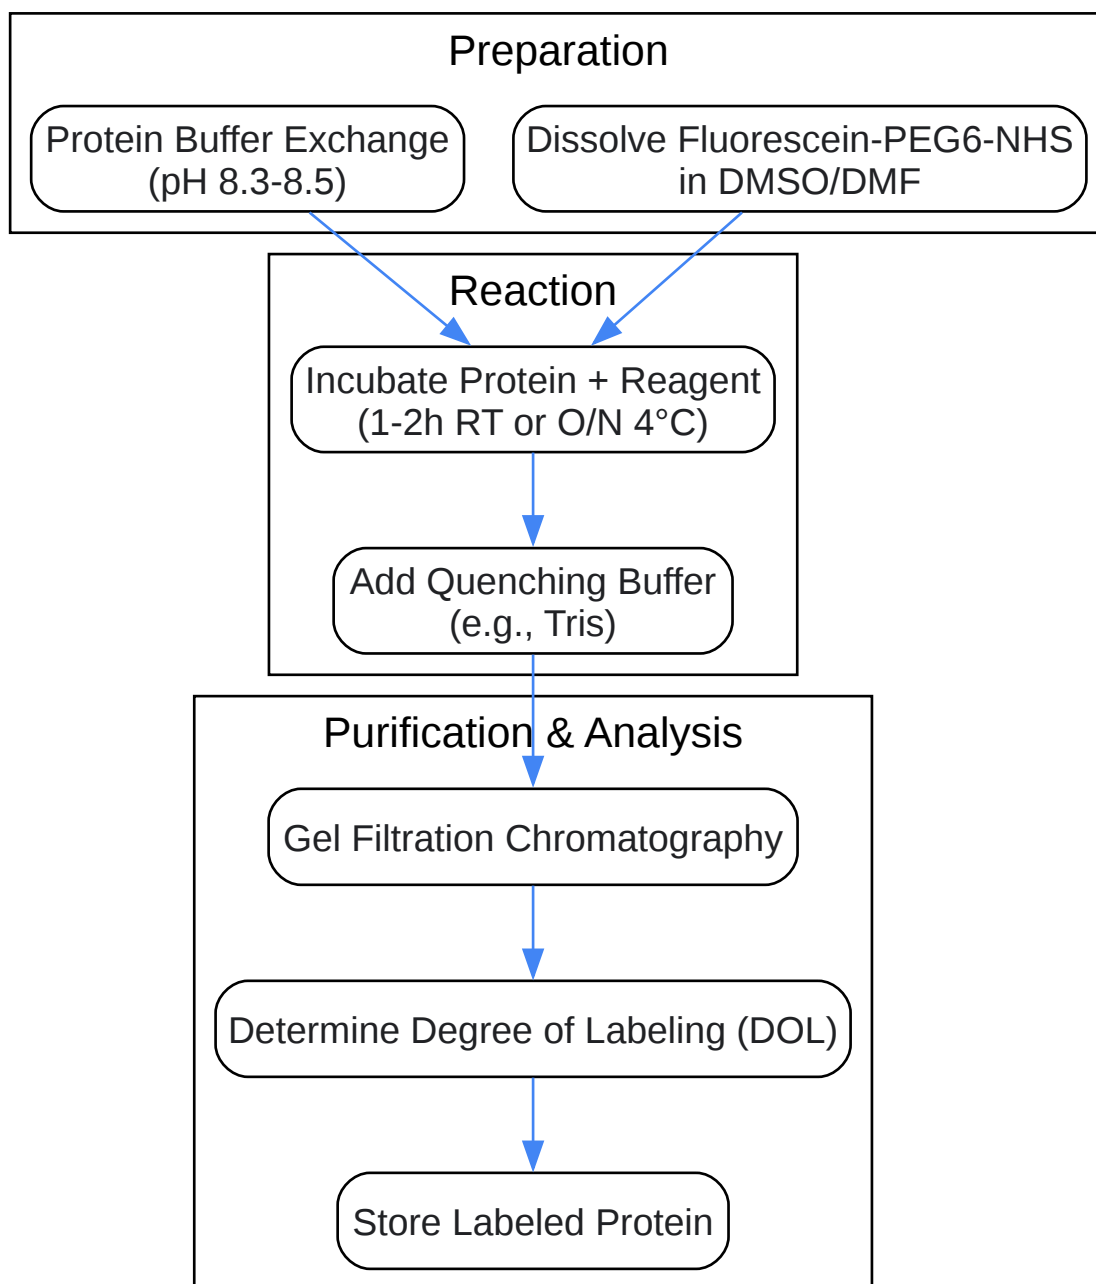 Preparation
Protein Buffer Exchange
(pH 8.3-8.5)
Dissolve Fluorescein-PEG6-NHS
in DMSO/DMF
Reaction
Incubate Protein + Reagent
(1-2h RT or O/N 4°C)
Add Quenching Buffer
(e.g., Tris)
Purification & Analysis
Gel Filtration Chromatography
Determine Degree of Labeling (DOL)
Store Labeled Protein